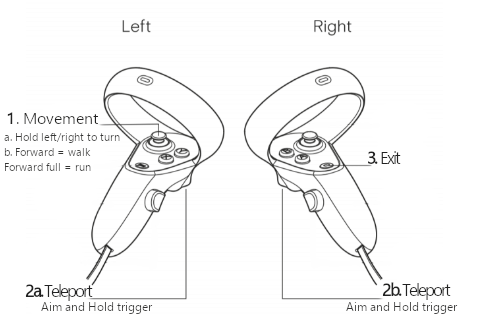 Left
Right
1. Movement
a. Hold left/right to turn
b. Forward = walk
Forward full = run
3. Exit
2a.Teleport
Aim and Hold trigger
2b.Teleport
Aim and Hold trigger